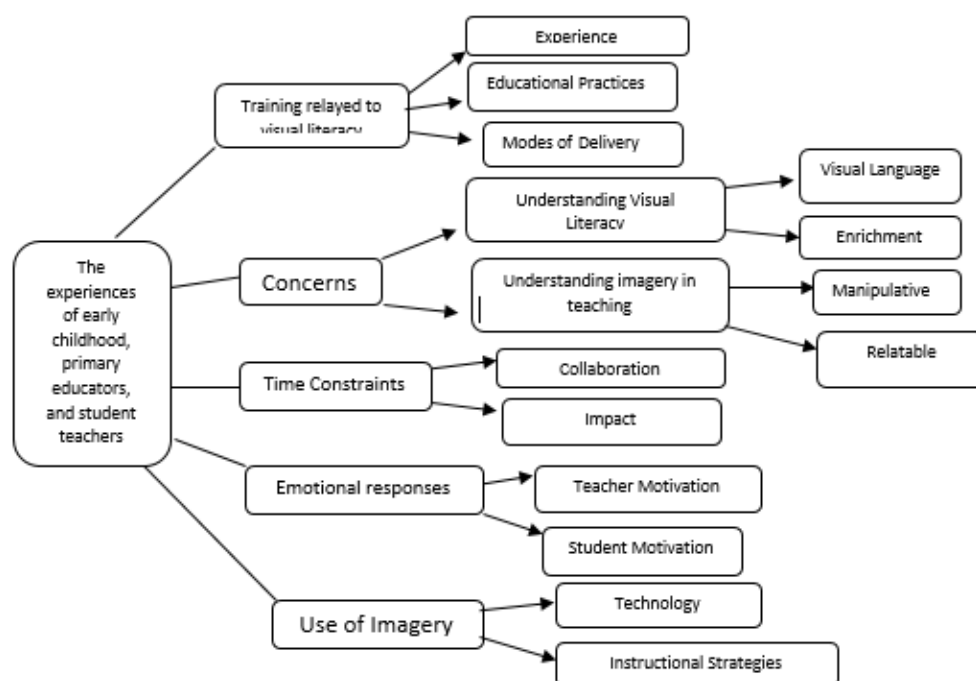 Experience
Educational Practices
Training relayed to
visual literacy
Modes of Delivery
Visual Language
Understanding Visual
Literacy
Enrichment
The
experiences
of early
childhood,
primary
educators,
and student
teachers
Concerns
Understanding imagery in
teaching
Manipulative
Relatable
Time Constraints
Collaboration
Impact
Emotional responses
Teacher Motivation
Student Motivation
Use of Imagery
Technology
Instructional Strategies